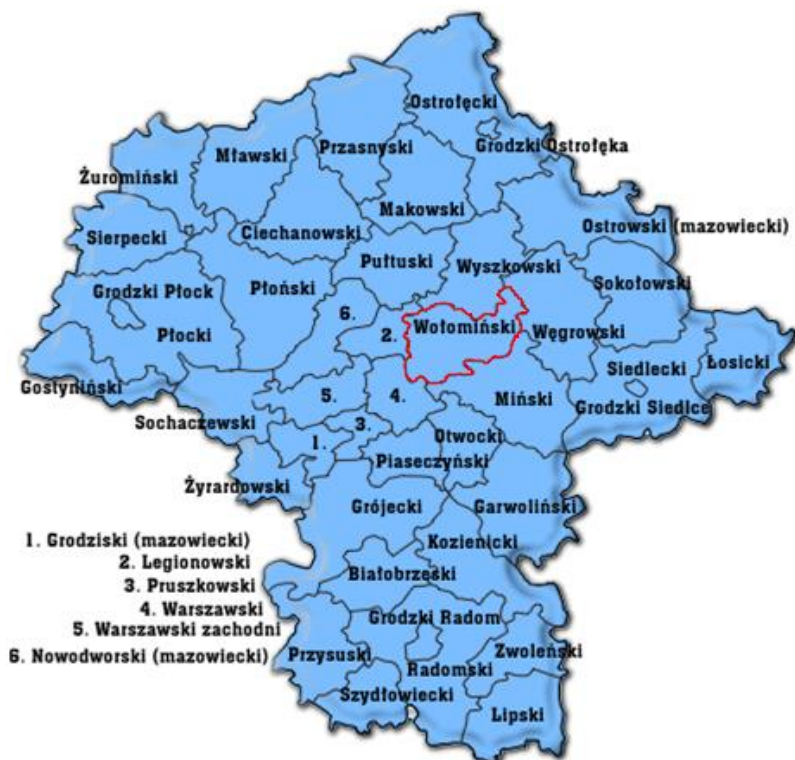 Ostrołęcki
Przasnyski
Grodzki Ostrołęka
Mławski
Żuromiński
Makowski
Ostrowski (mazowiecki)
Ciechanowski
Sierpecki
Pułtuski
Wyszkowski
Płoński
Sokołowski
Grodzki Płock
6.
Wołomiński
Węgrowski
Płocki
2.
Łosicki
Siedlecki
Gostyniński
5.
4.
Miński
Grodzki Siedlce
Sochaczewski
3.
Otwocki
1.
Piaseczyński
Żyrardowski
Grójecki
Garwoliński
Kozienicki
Białobrzeski
Grodzki Radom
Przysuski
Zwoleński
Radomski
Szydłowiecki
Lipski
1. Grodziski (mazowiecki)
2. Legionowski
3. Pruszkowski
4. Warszawski
5. Warszawski zachodni
6. Nowodworski (mazowiecki)